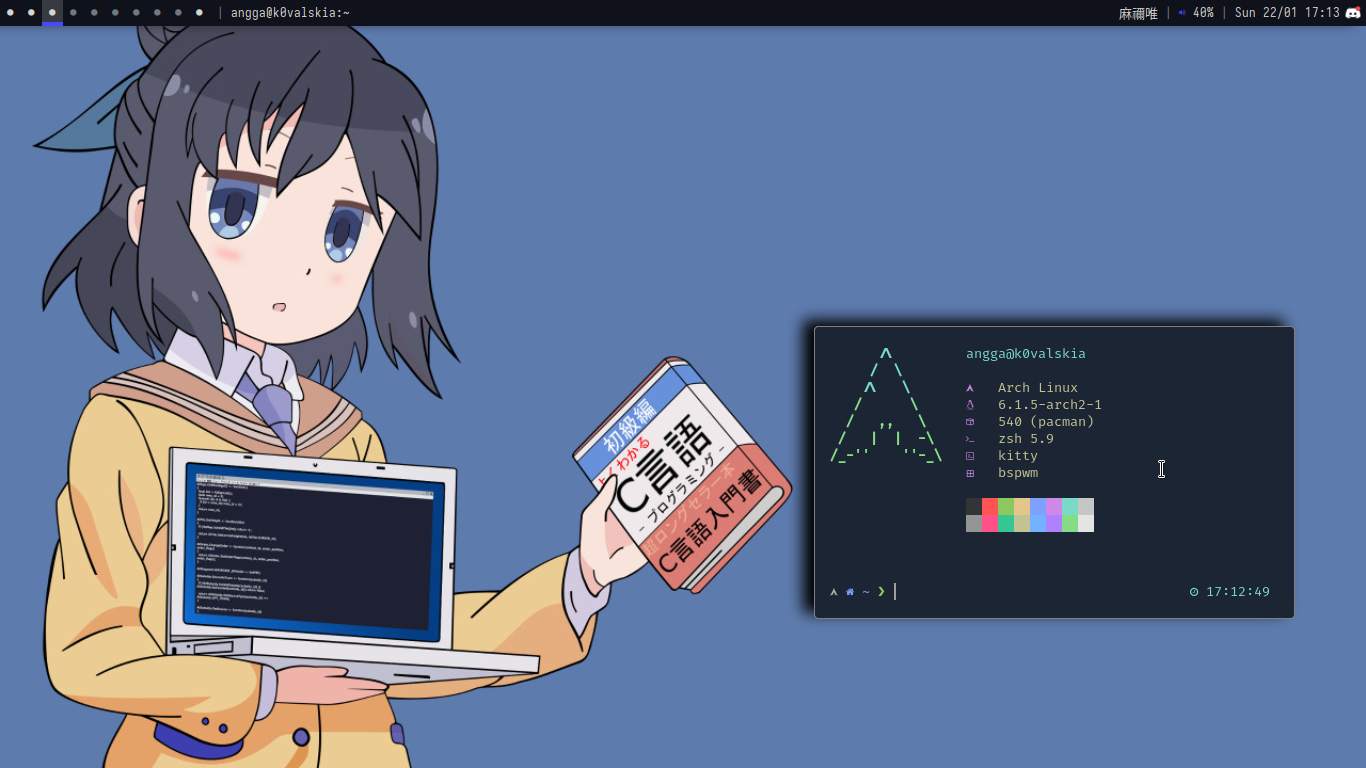 angga@k0valskia:~
麻禰唯 | 40% | Sun 22/01 17:13
angga@k0valskia
Arch Linux
6.1.5-arch2-1
540 (pacman)
zsh 5.9
kitty
bspwm
~ ❯
17:12:49
初級編
よくわかる
C言語
- プログラミング -
超ロングセラー本
C言語入門書